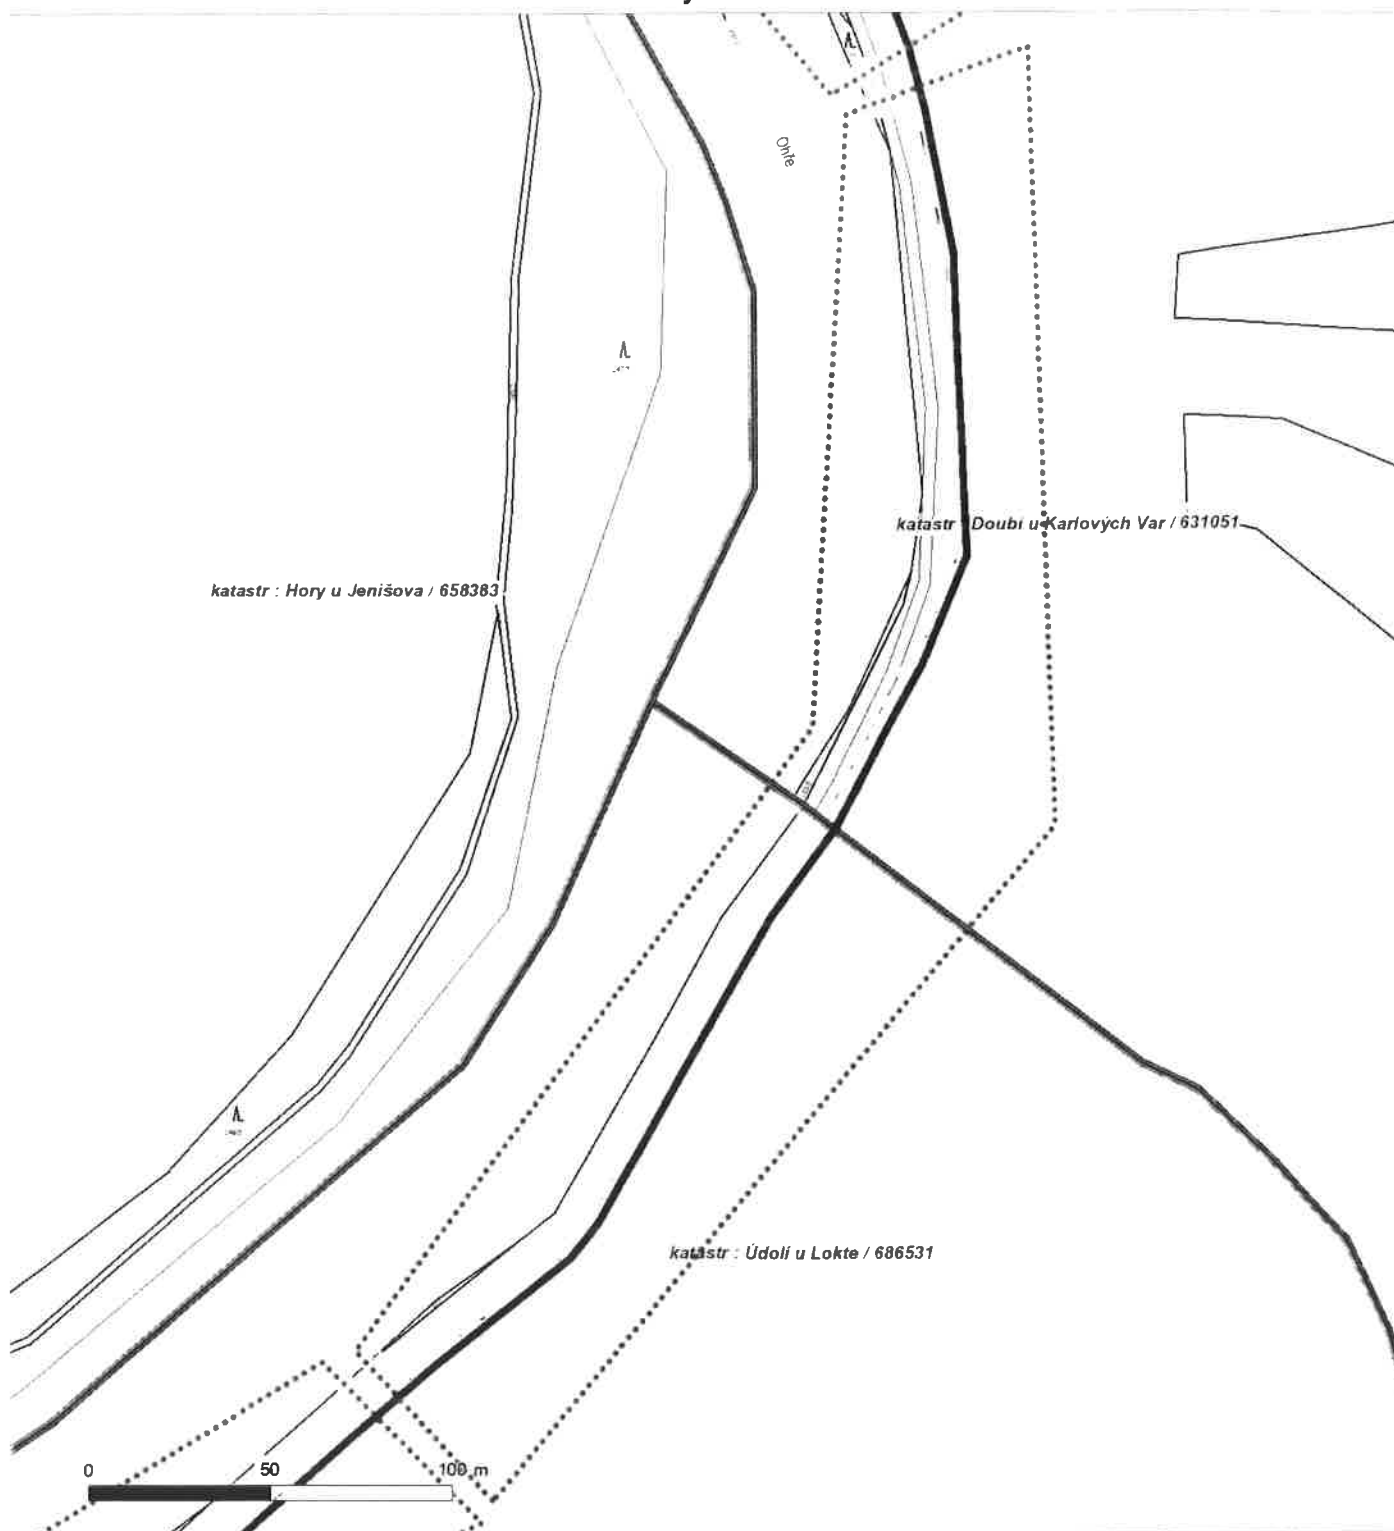 Ohře
katastr : Doubí u Karlových Var / 631051
katastr : Hory u Jenišova / 658383
katastr : Údolí u Lokte / 686531
0 50 100 m